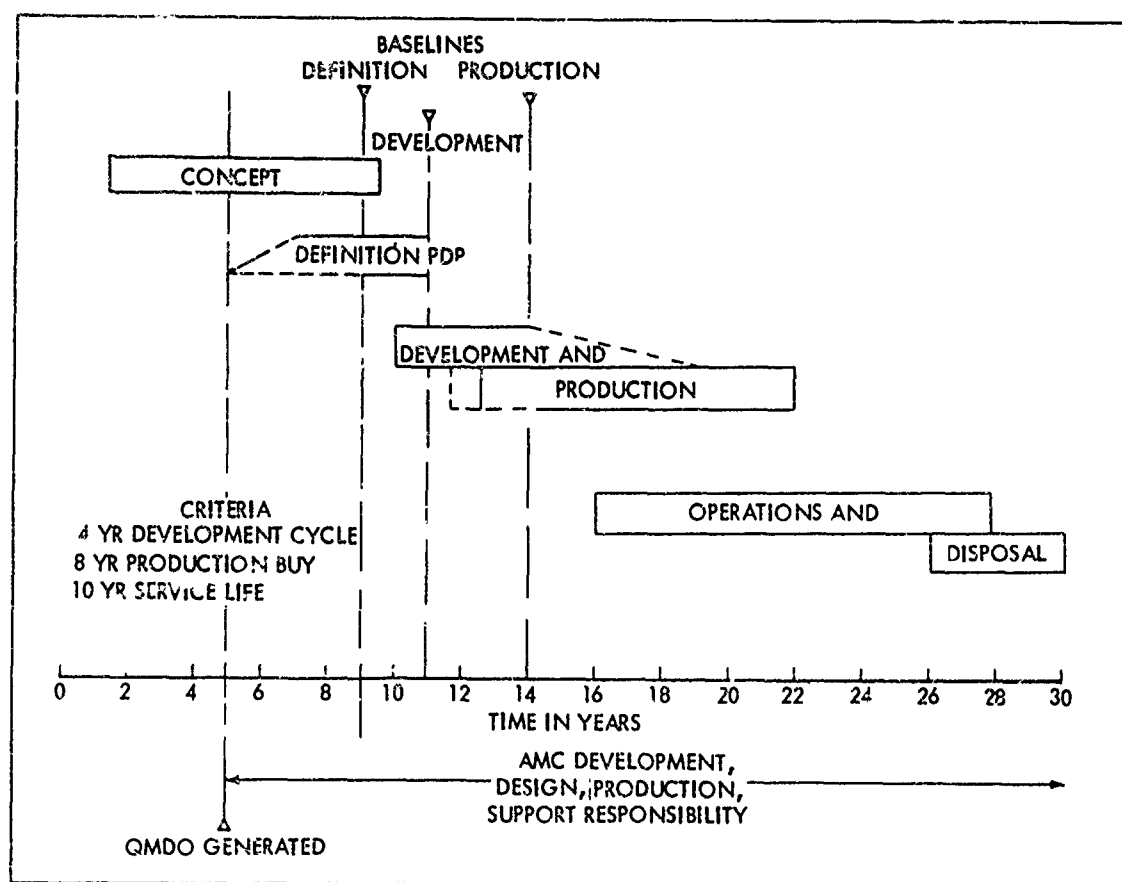 BASELINES
DEFINITION PRODUCTION
DEVELOPMENT
CONCEPT
DEFINITION PDP
DEVELOPMENT AND
PRODUCTION
OPERATIONS AND
DISPOSAL
CRITERIA
4 YR DEVELOPMENT CYCLE
8 YR PRODUCTION BUY
10 YR SERVICE LIFE
0 2 4 6 8 10 12 14 16 18 20 22 24 26 28 30
TIME IN YEARS
AMC DEVELOPMENT,
DESIGN, PRODUCTION,
SUPPORT RESPONSIBILITY
QMDO GENERATED